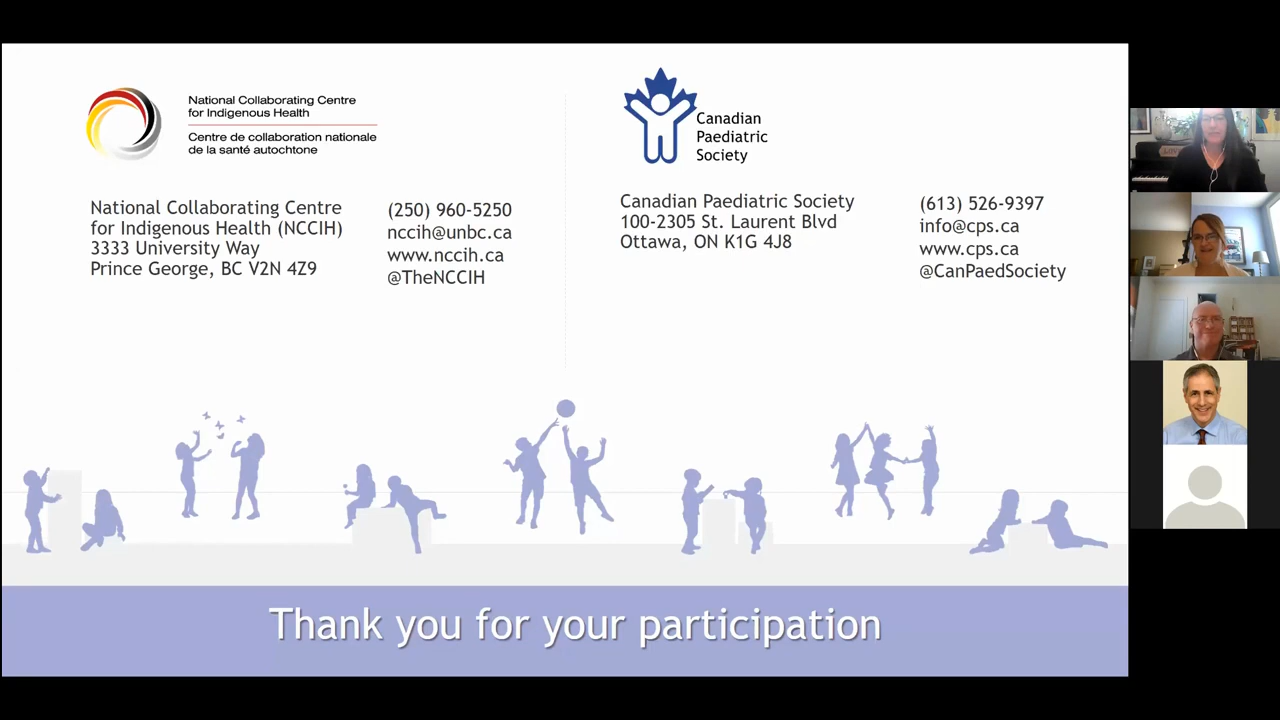 National Collaborating Centre
for Indigenous Health
Centre de collaboration nationale
de la santé autochtone
National Collaborating Centre
for Indigenous Health (NCCIH)
3333 University Way
Prince George, BC V2N 4Z9
(250) 960-5250
nccih@unbc.ca
www.nccih.ca
@TheNCCIH
Canadian
Paediatric
Society
Canadian Paediatric Society
100-2305 St. Laurent Blvd
Ottawa, ON K1G 4J8
(613) 526-9397
info@cps.ca
www.cps.ca
@CanPaedSociety
Thank you for your participation